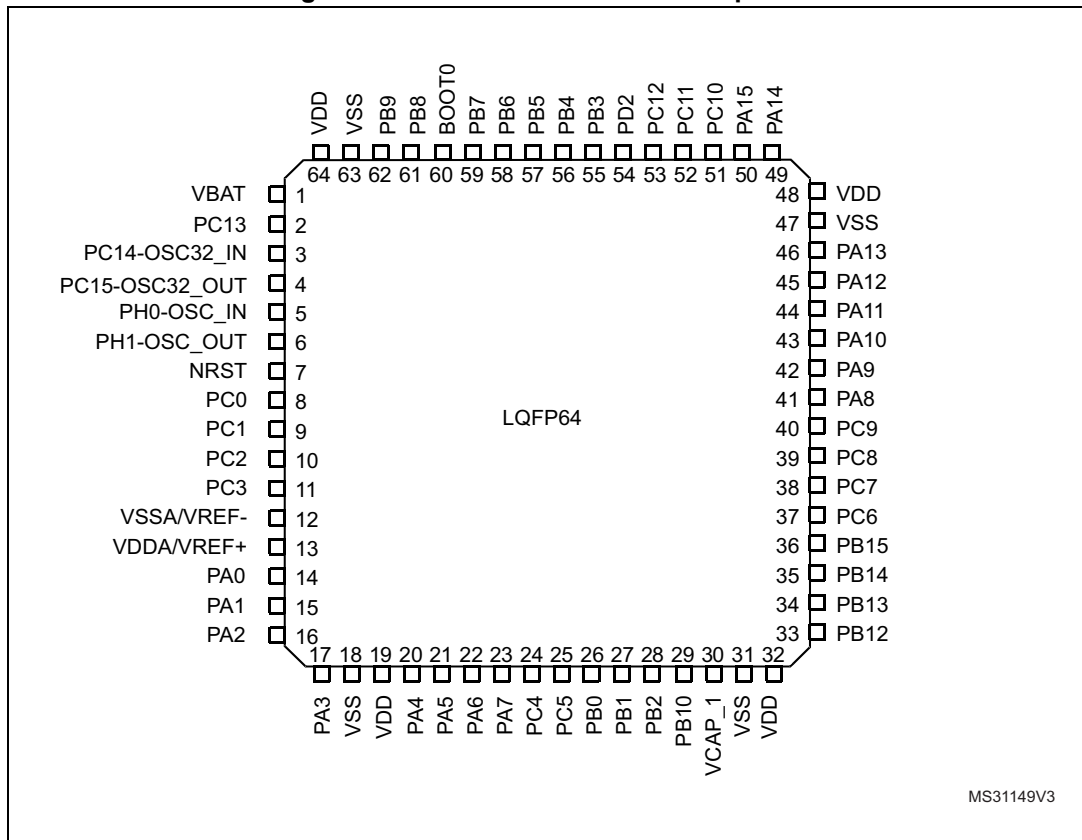 VDD VSS PB9 PB8 BOOT0 PB7 PB6 PB5 PB4 PB3 PD2 PC12 PC11 PC10 PA15 PA14
64 63 62 61 60 59 58 57 56 55 54 53 52 51 50 49
VBAT 1 48 VDD
PC13 2 47 VSS
PC14-OSC32_IN 3 46 PA13
PC15-OSC32_OUT 4 45 PA12
PH0-OSC_IN 5 44 PA11
PH1-OSC_OUT 6 43 PA10
NRST 7 42 PA9
PC0 8 41 PA8
PC1 9 LQFP64 40 PC9
PC2 10 39 PC8
PC3 11 38 PC7
VSSA/VREF- 12 37 PC6
VDDA/VREF+ 13 36 PB15
PA0 14 35 PB14
PA1 15 34 PB13
PA2 16 33 PB12
17 18 19 20 21 22 23 24 25 26 27 28 29 30 31 32
PA3 VSS VDD PA4 PA5 PA6 PA7 PC4 PC5 PB0 PB1 PB2 PB10 VCAP_1 VSS VDD
MS31149V3